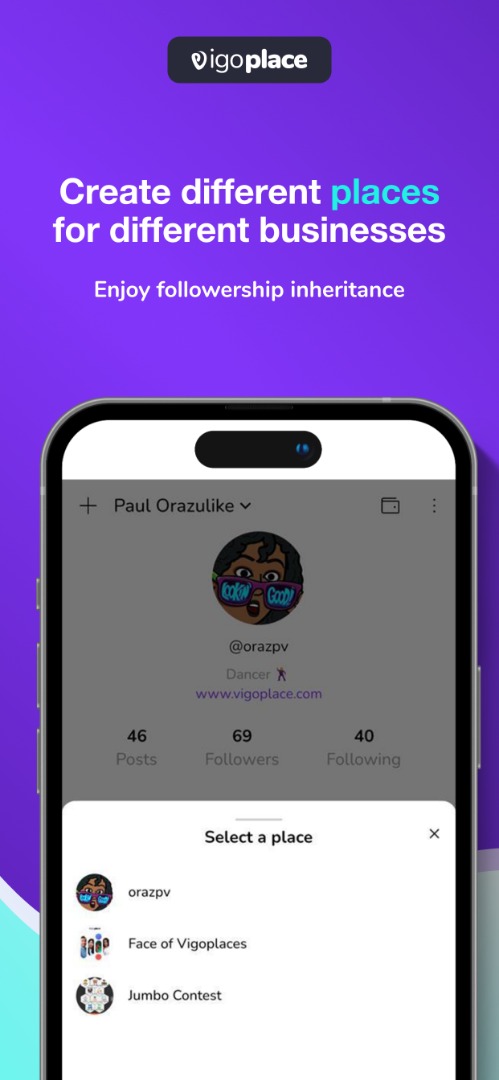 Vigoplace
Create different places
for different businesses
Enjoy followership inheritance
Paul Orazulike
LOOKIN' GOOD!
@orazpv
Dancer 🕺
www.vigoplace.com
46 69 40
Posts Followers Following
Select a place
orazpv
Face of Vigoplaces
Jumbo Contest